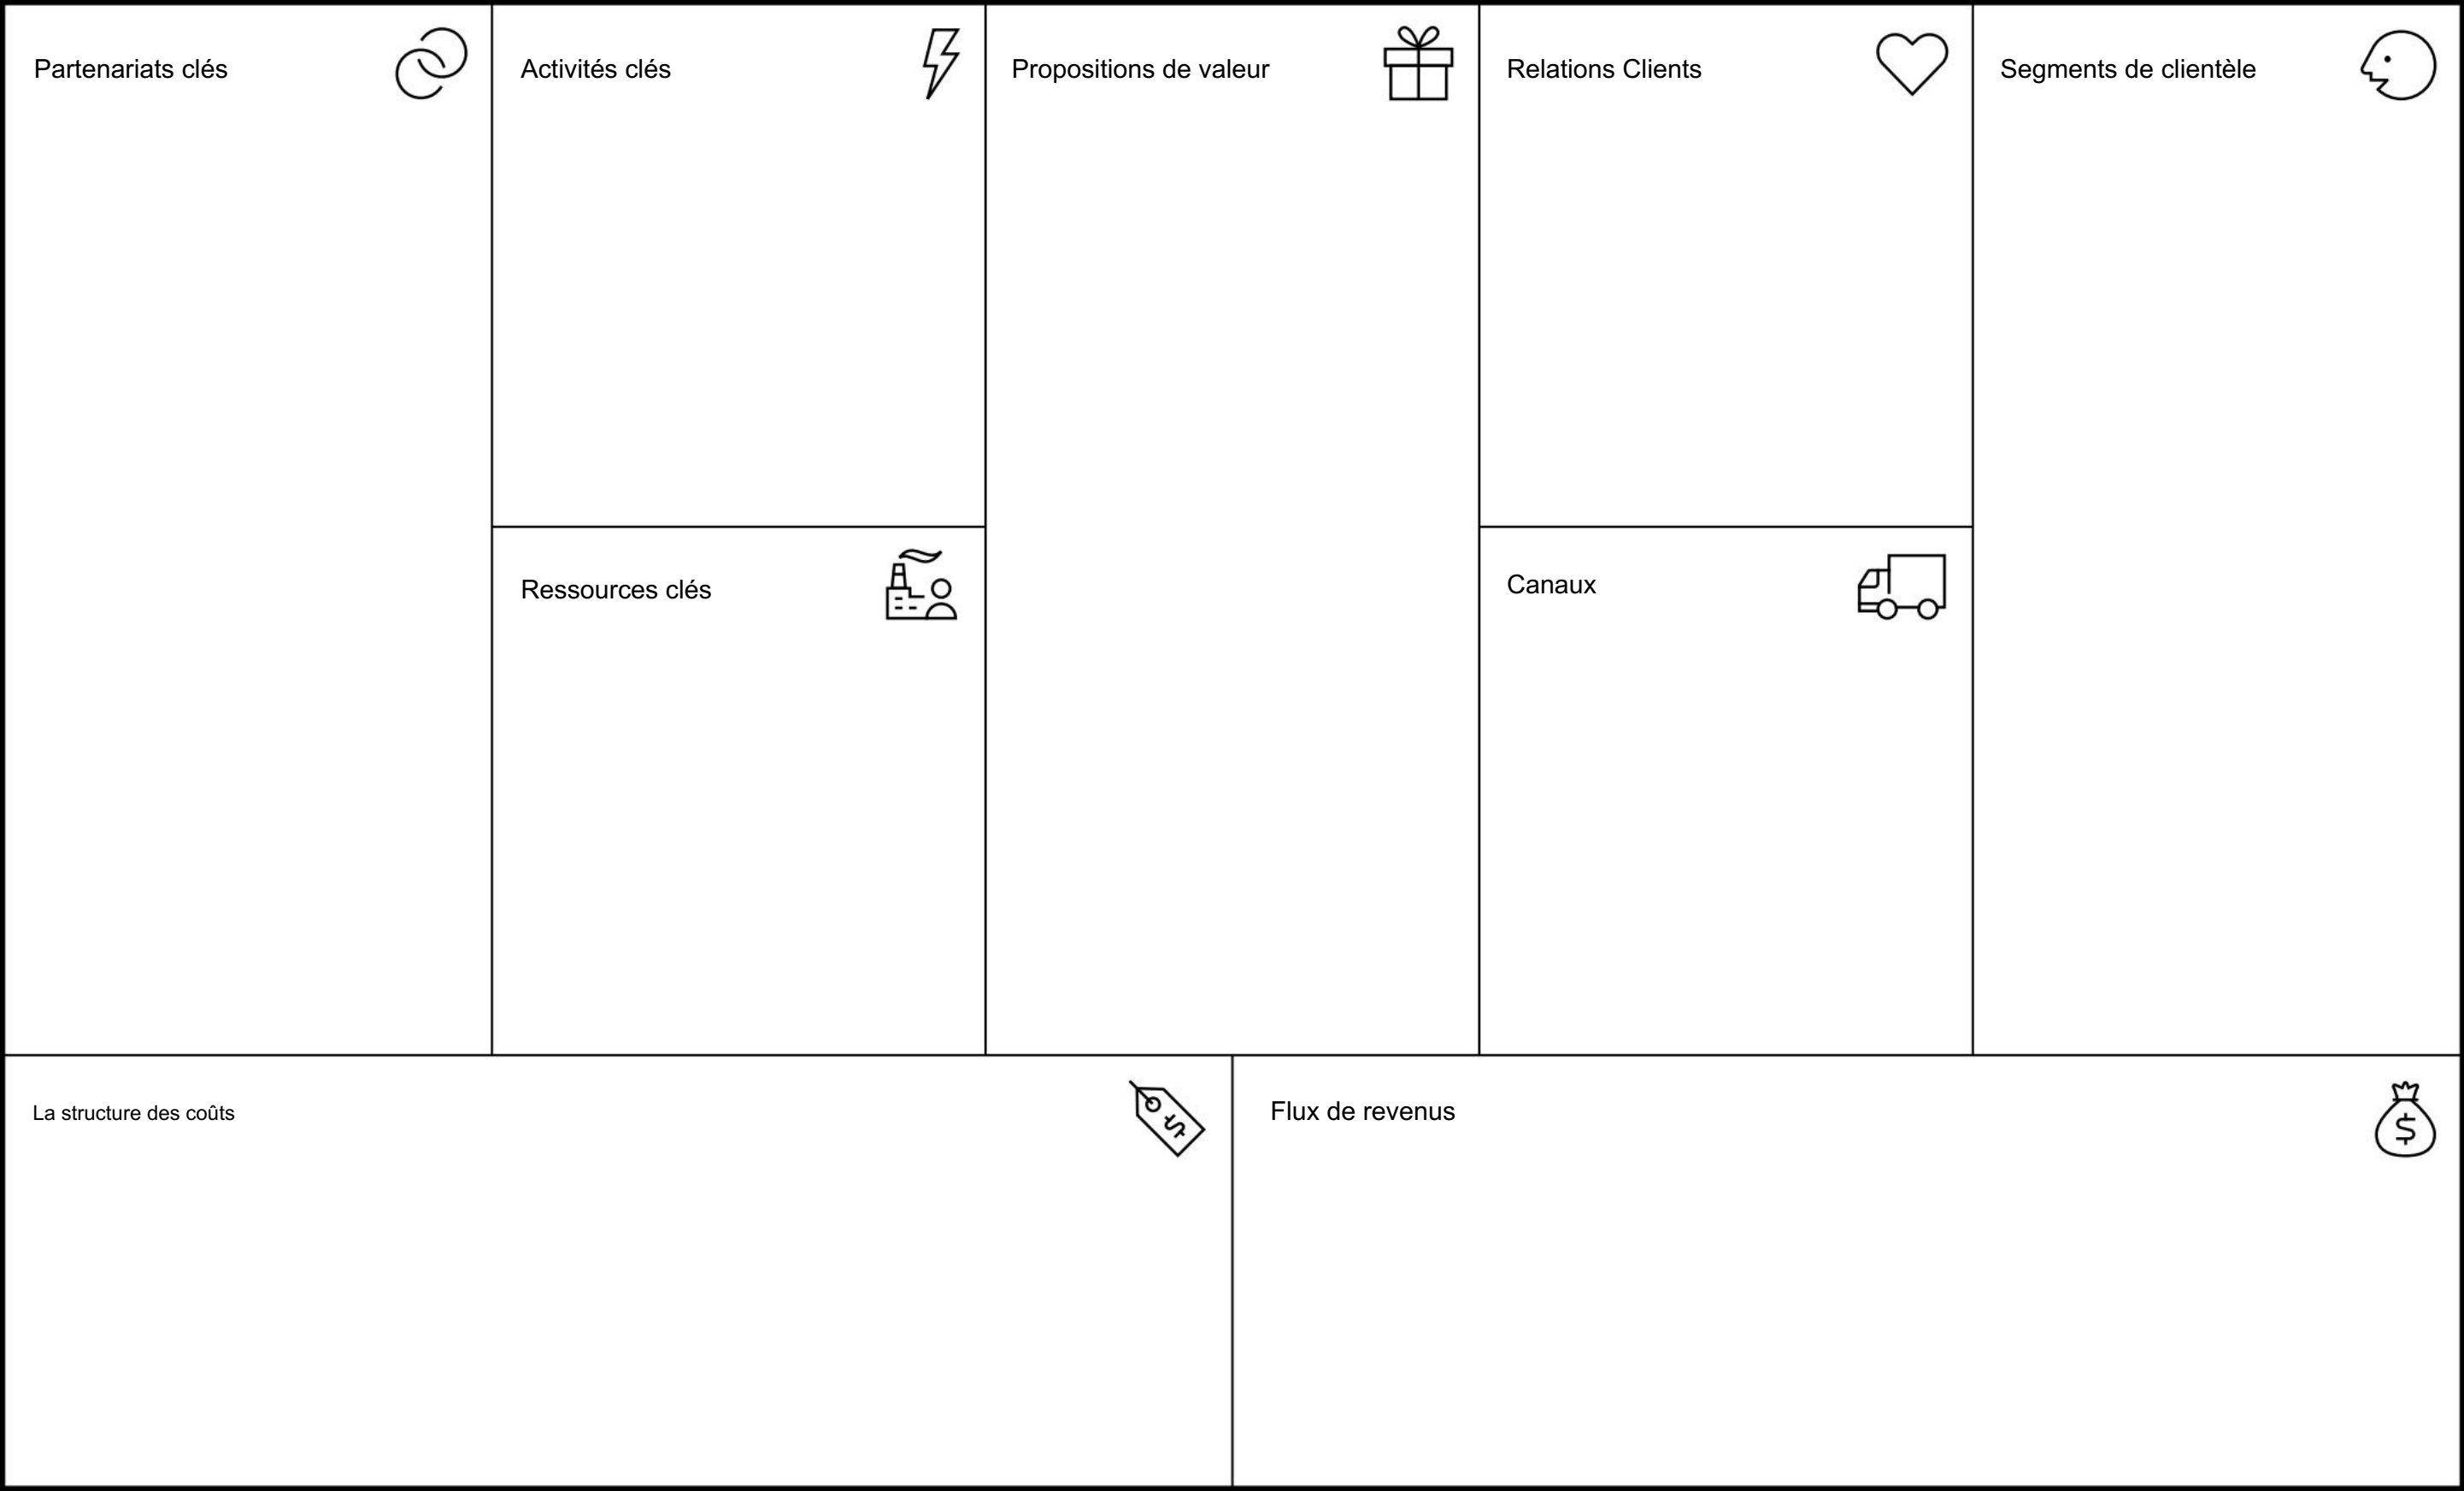 Partenariats clés
Activités clés
Propositions de valeur
Relations Clients
Segments de clientèle
Ressources clés
Canaux
La structure des coûts
Flux de revenus